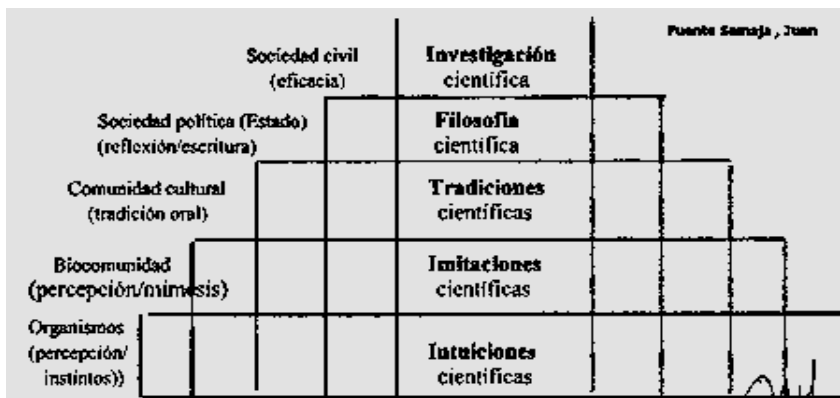 Puente Samaja , Juan
Sociedad civil
(eficacia)
Investigación
científica
Sociedad política (Estado)
(reflexión/escritura)
Filosofía
científica
Comunidad cultural
(tradición oral)
Tradiciones
científicas
Biocomunidad
(percepción/mimesis)
Imitaciones
científicas
Organismos
(percepción/
instintos))
Intuiciones
científicas